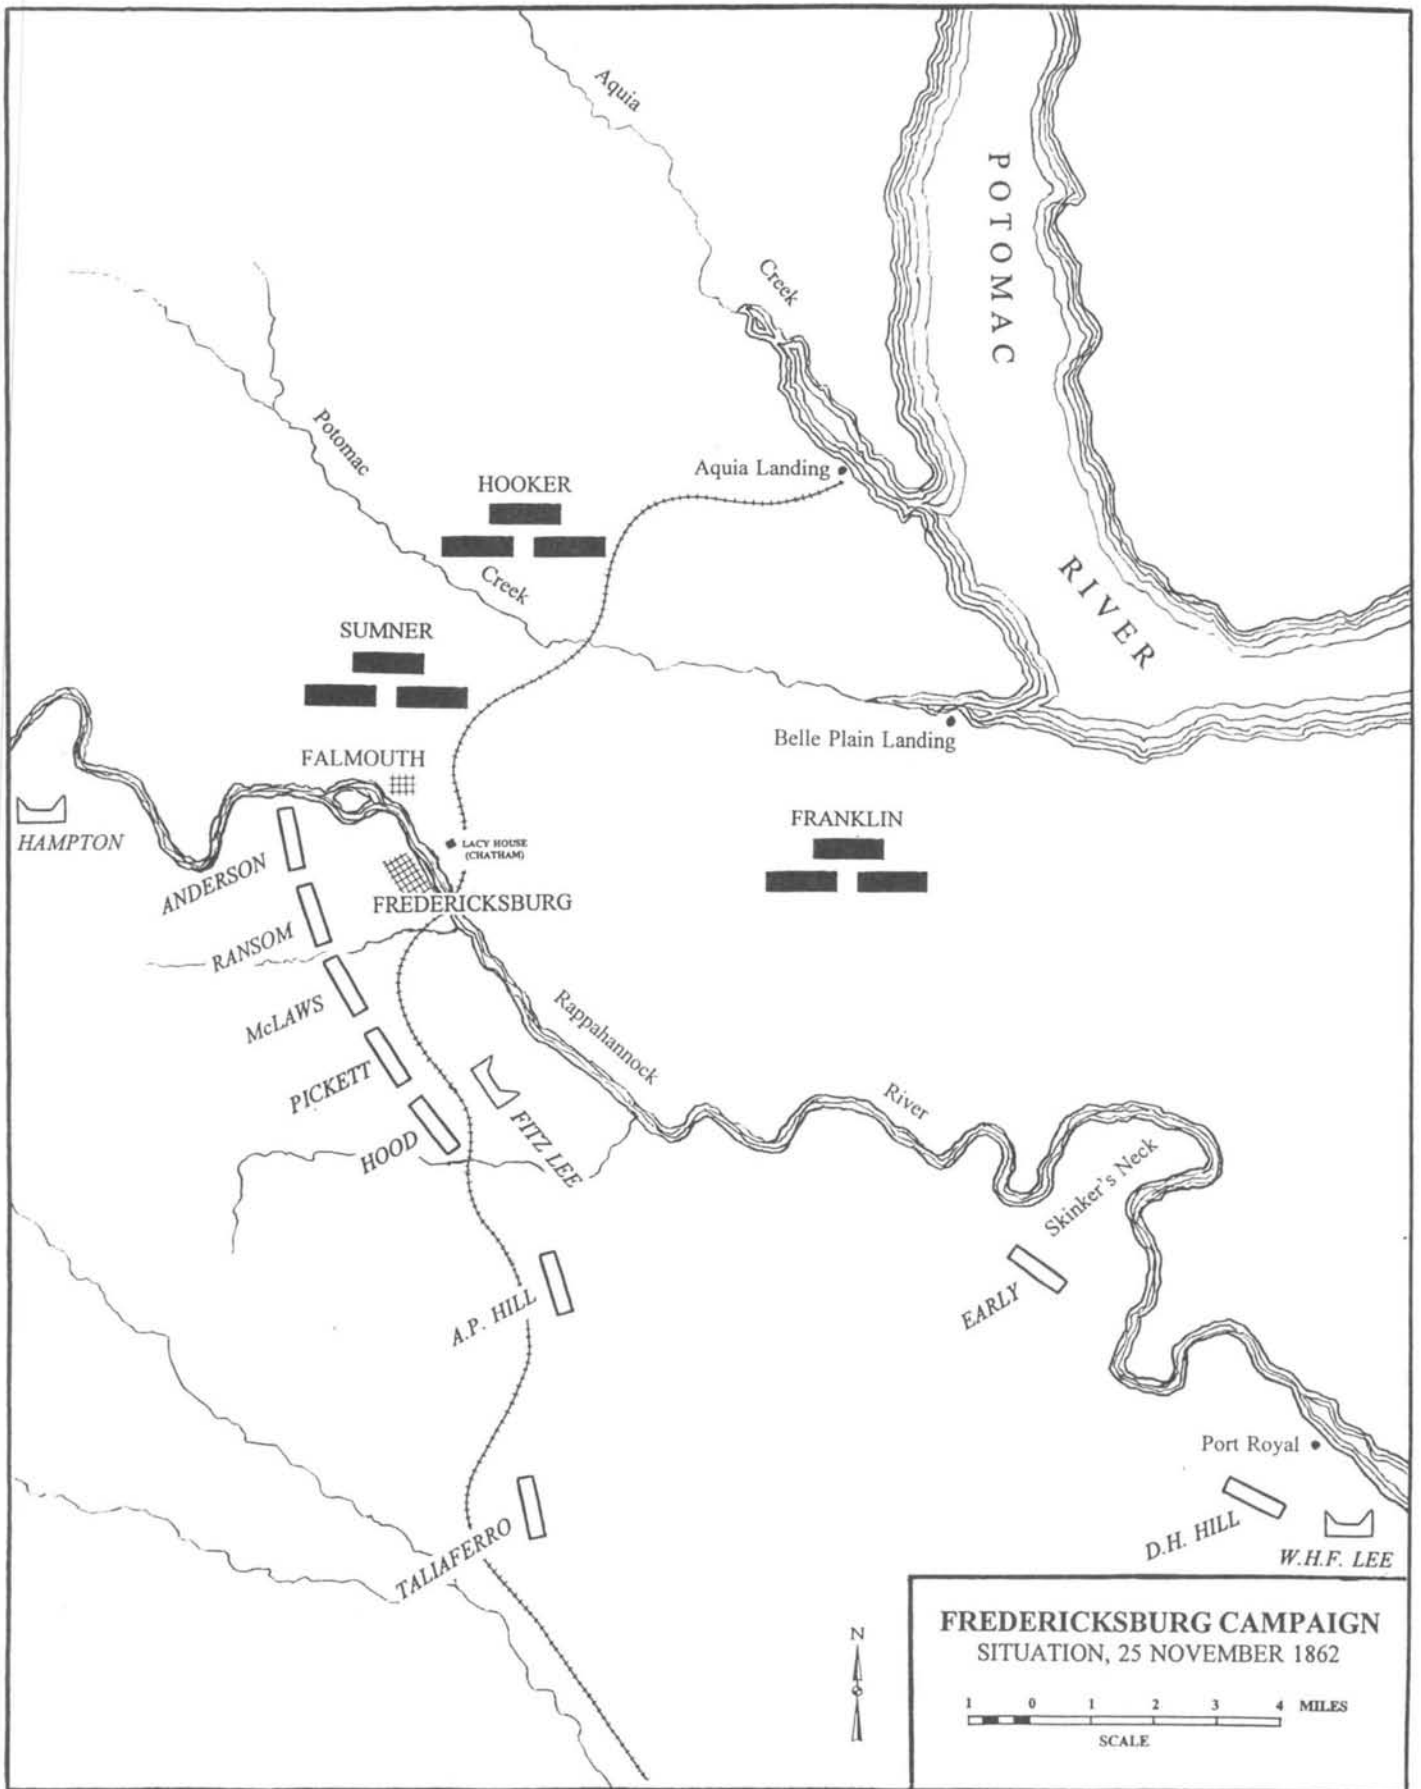 Aquia
Creek
POTOMAC
RIVER
Potomac
Creek
Aquia Landing
HOOKER
SUMNER
Belle Plain Landing
FALMOUTH
HAMPTON
LACY HOUSE
(CHATHAM)
FRANKLIN
ANDERSON
FREDERICKSBURG
RANSOM
McLAWS
Rappahannock
River
PICKETT
HOOD
FITZ LEE
Skinker's Neck
A.P. HILL
EARLY
Port Royal
TALIAFERRO
D.H. HILL
W.H.F. LEE
N
FREDERICKSBURG CAMPAIGN
SITUATION, 25 NOVEMBER 1862
1 0 1 2 3 4 MILES
SCALE